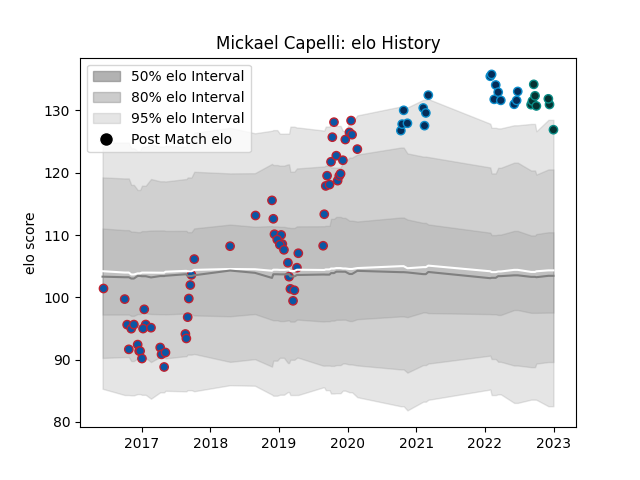 Mickael Capelli: elo History
50% elo Interval
80% elo Interval
95% elo Interval
Post Match elo
elo score
130
120
110
100
90
80
2017
2018
2019
2020
2021
2022
2023